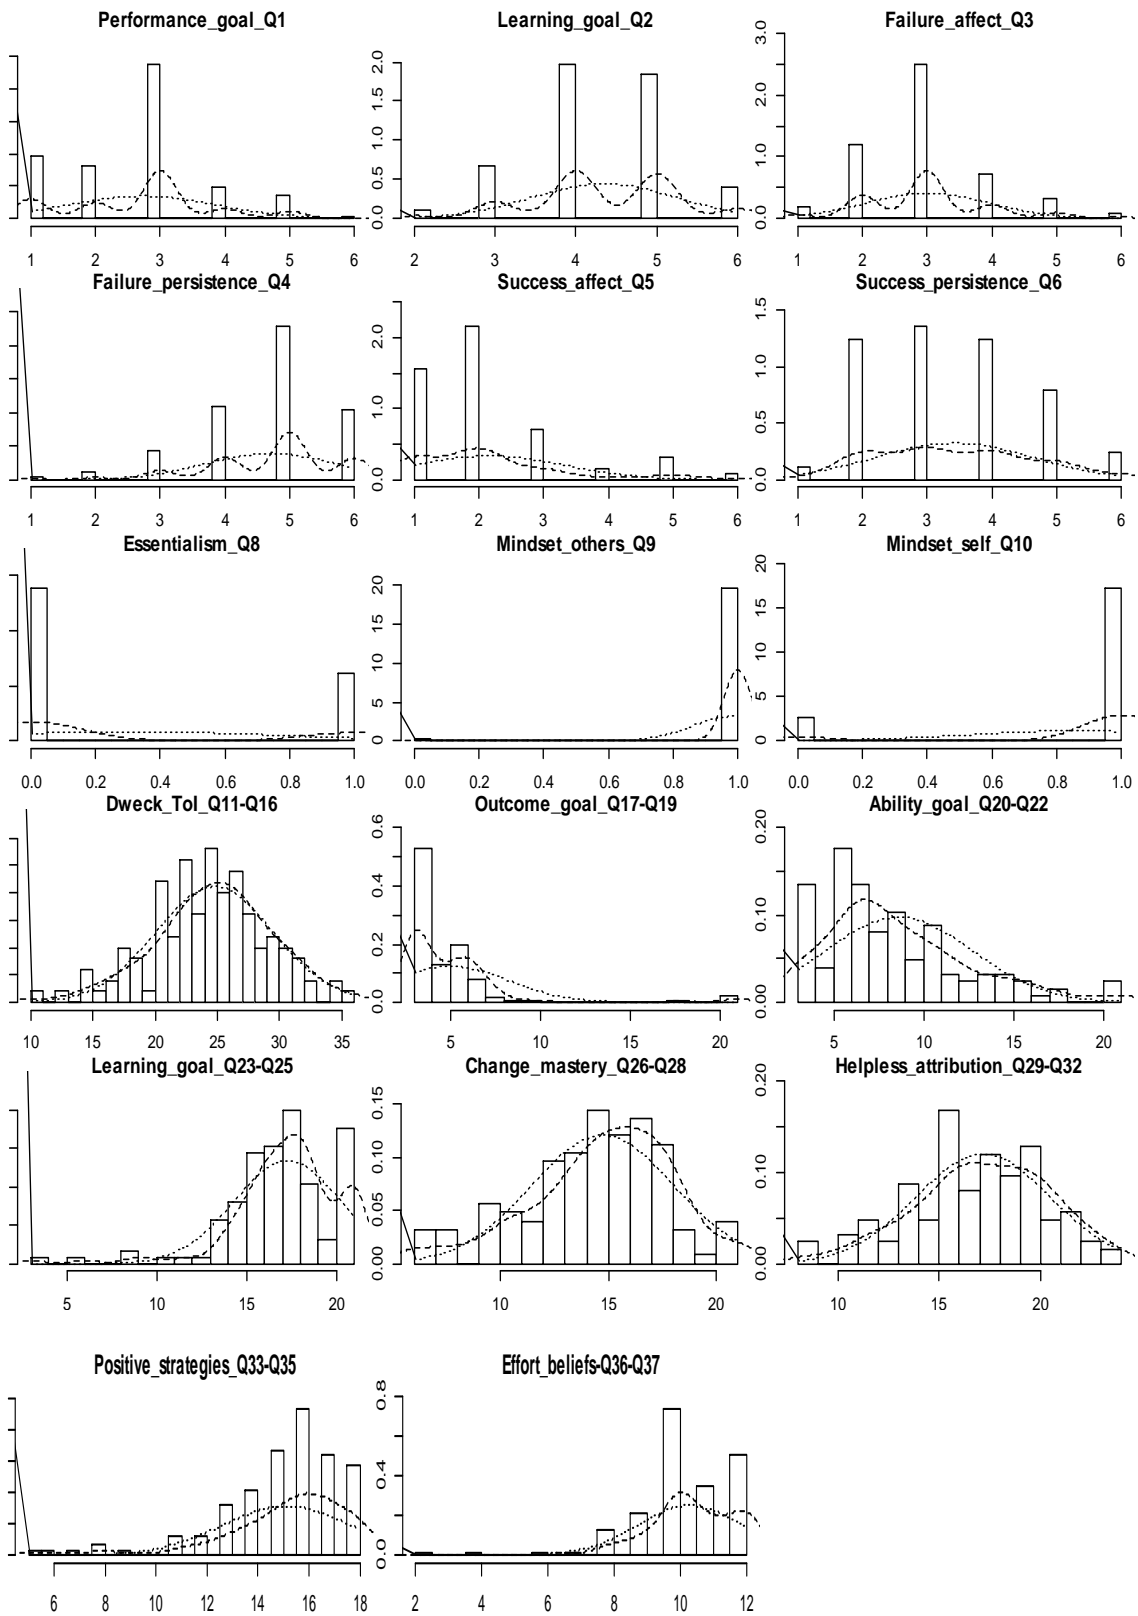 Performance_goal_Q1 Learning_goal_Q2 Failure_affect_Q3
0.0 0.5 1.0 1.5 2.0
0.0 1.0 2.0 3.0
1 2 3 4 5 6 2 3 4 5 6 1 2 3 4 5 6
Failure_persistence_Q4 Success_affect_Q5 Success_persistence_Q6
0.0 1.0 2.0
0.0 0.5 1.0 1.5
1 2 3 4 5 6 1 2 3 4 5 6 1 2 3 4 5 6
Essentialism_Q8 Mindset_others_Q9 Mindset_self_Q10
0 5 10 15 20
0 5 10 15 20
0.0 0.2 0.4 0.6 0.8 1.0 0.0 0.2 0.4 0.6 0.8 1.0 0.0 0.2 0.4 0.6 0.8 1.0
Dweck_Tol_Q11-Q16 Outcome_goal_Q17-Q19 Ability_goal_Q20-Q22
0.0 0.2 0.4 0.6
0.00 0.10 0.20
10 15 20 25 30 35 5 10 15 20 5 10 15 20
Learning_goal_Q23-Q25 Change_mastery_Q26-Q28 Helpless_attribution_Q29-Q32
0.00 0.05 0.10 0.15
0.00 0.10 0.20
5 10 15 20 10 15 20 10 15 20
Positive_strategies_Q33-Q35 Effort_beliefs-Q36-Q37
0.0 0.4 0.8
6 8 10 12 14 16 18 2 4 6 8 10 12